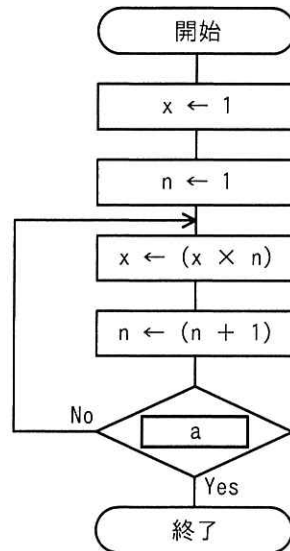 開始
x ← 1
n ← 1
x ← (x × n)
n ← (n + 1)
No
a
Yes
終了